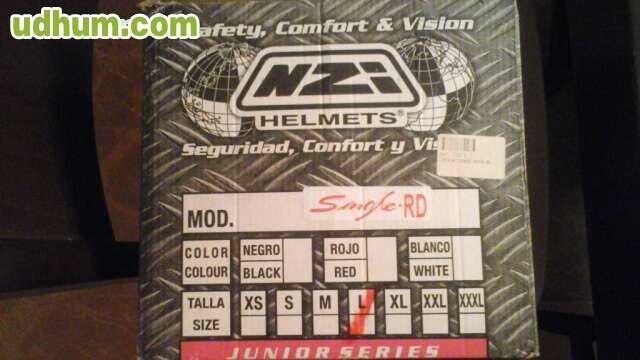 udhum.com
Safety, Comfort & Vision
NZi
HELMETS®
Seguridad, Confort y Vis
MOD. Single-RD
COLOR NEGRO ROJO BLANCO
COLOUR BLACK RED WHITE
TALLA XS S M L XL XXL XXXL
SIZE
JUNIOR SERIES